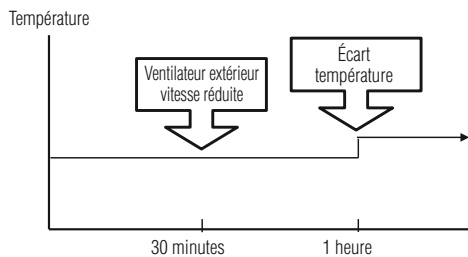 Température
Ventilateur extérieur
vitesse réduite
Écart
température
30 minutes
1 heure